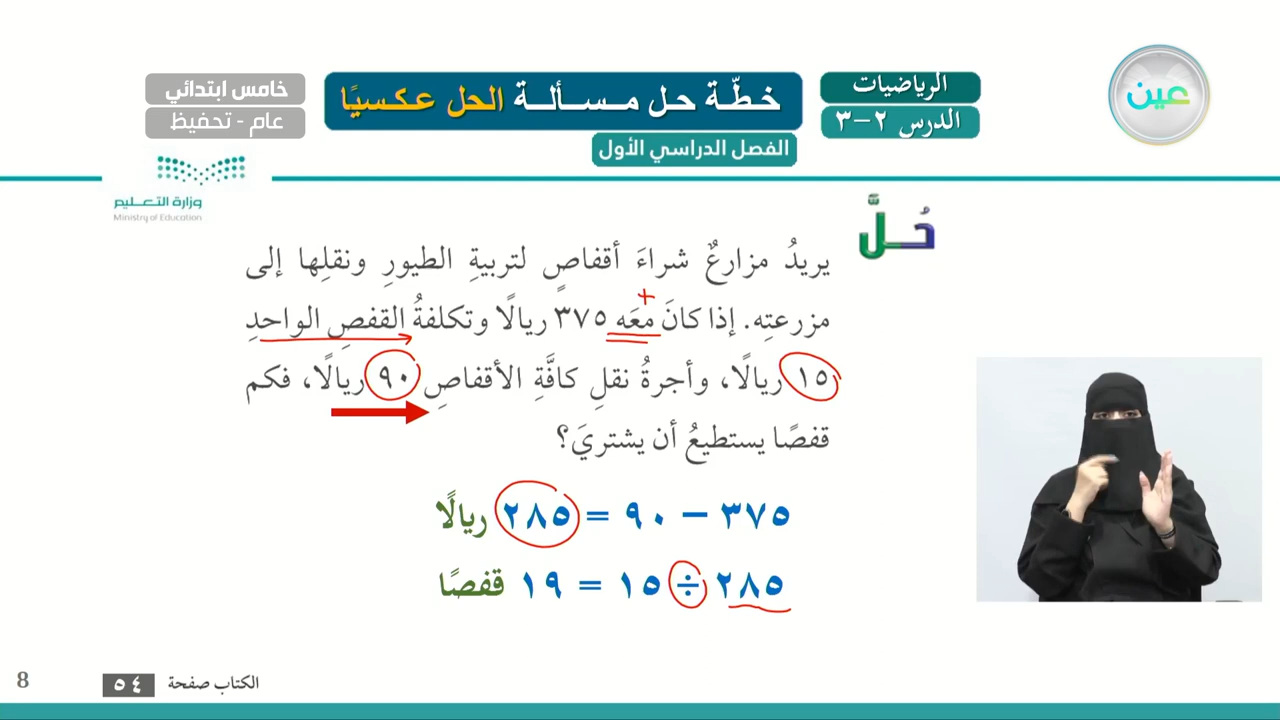 عين
الرياضيات
الدرس ٢-٣
خطّة حل مسألة الحل عكسيًا
الفصل الدراسي الأول
خامس ابتدائي
عام - تحفيظ
وزارة التعليم
Ministry of Education
حُلَّ
يريدُ مزارعٌ شراءَ أقفاصٍ لتربيةِ الطيورِ ونقلِها إلى
مزرعتِه. إذا كانَ معَه ٣٧٥ ريالًا وتكلفةُ القفصِ الواحدِ
١٥ ريالًا، وأجرةُ نقلِ كافَّةِ الأقفاصِ ٩٠ ريالًا، فكم
قفصًا يستطيعُ أن يشتريَ؟
+
٣٧٥ − ٩٠ = ٢٨٥ ريالًا
٢٨٥ ÷ ١٥ = ١٩ قفصًا
الكتاب صفحة ٥٤
8